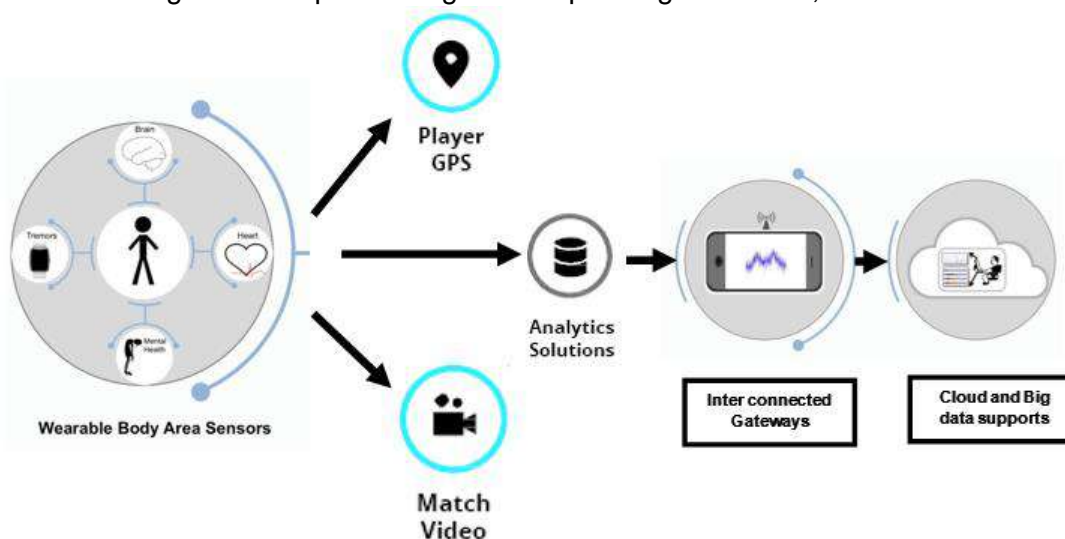 Brain
Tremors
Heart
Mental
Health
Wearable Body Area Sensors
Player
GPS
Analytics
Solutions
Match
Video
Inter connected
Gateways
Cloud and Big
data supports